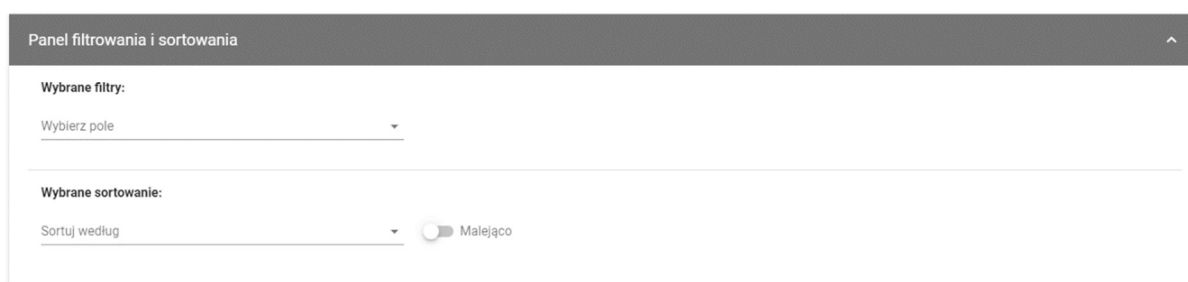 Panel filtrowania i sortowania
Wybrane filtry:
Wybierz pole
Wybrane sortowanie:
Sortuj według
Malejąco